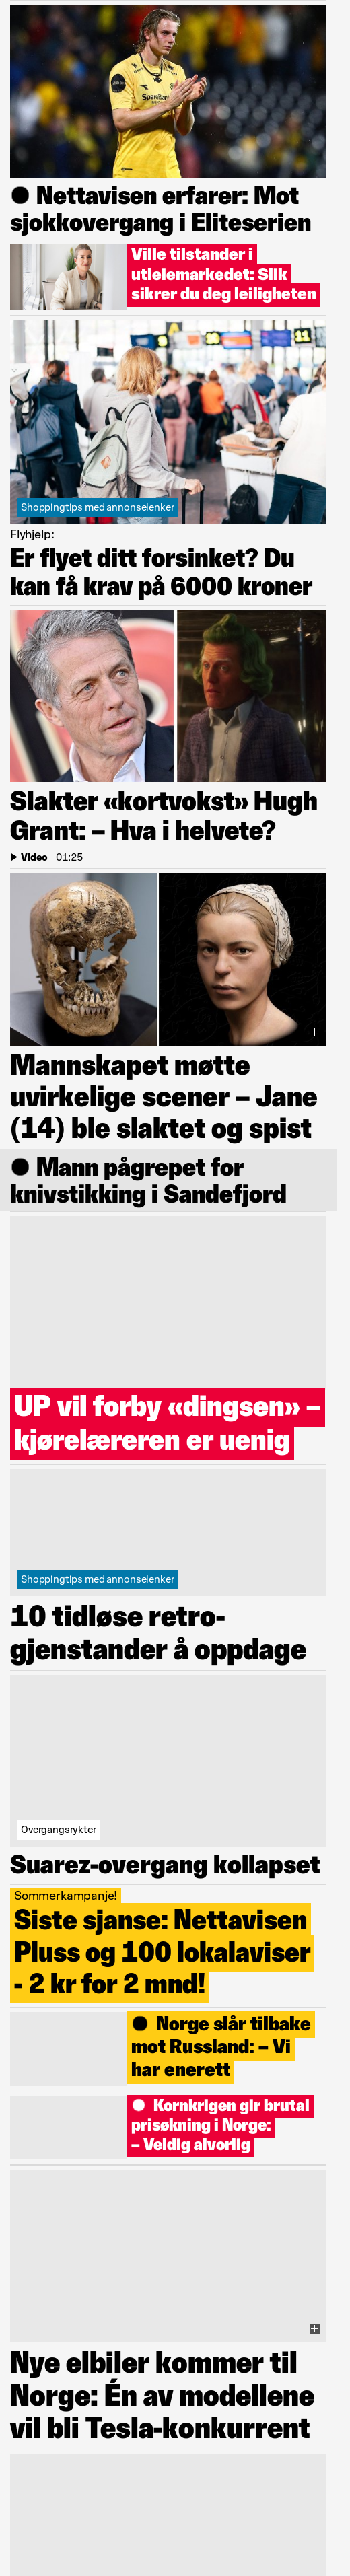 Nettavisen erfarer: Mot
sjokkovergang i Eliteserien
Ville tilstander i
utleiemarkedet: Slik
sikrer du deg leiligheten
Shoppingtips med annonselenker
Flyhjelp:
Er flyet ditt forsinket? Du
kan få krav på 6000 kroner
Slakter «kortvokst» Hugh
Grant: – Hva i helvete?
Video | 01:25
Mannskapet møtte
uvirkelige scener – Jane
(14) ble slaktet og spist
Mann pågrepet for
knivstikking i Sandefjord
UP vil forby «dingsen» –
kjørelæreren er uenig
Shoppingtips med annonselenker
10 tidløse retro-
gjenstander å oppdage
Overgangsrykter
Suarez-overgang kollapset
Sommerkampanje!
Siste sjanse: Nettavisen
Pluss og 100 lokalaviser
- 2 kr for 2 mnd!
Norge slår tilbake
mot Russland: – Vi
har enerett
Kornkrigen gir brutal
prisøkning i Norge:
– Veldig alvorlig
Nye elbiler kommer til
Norge: Én av modellene
vil bli Tesla-konkurrent